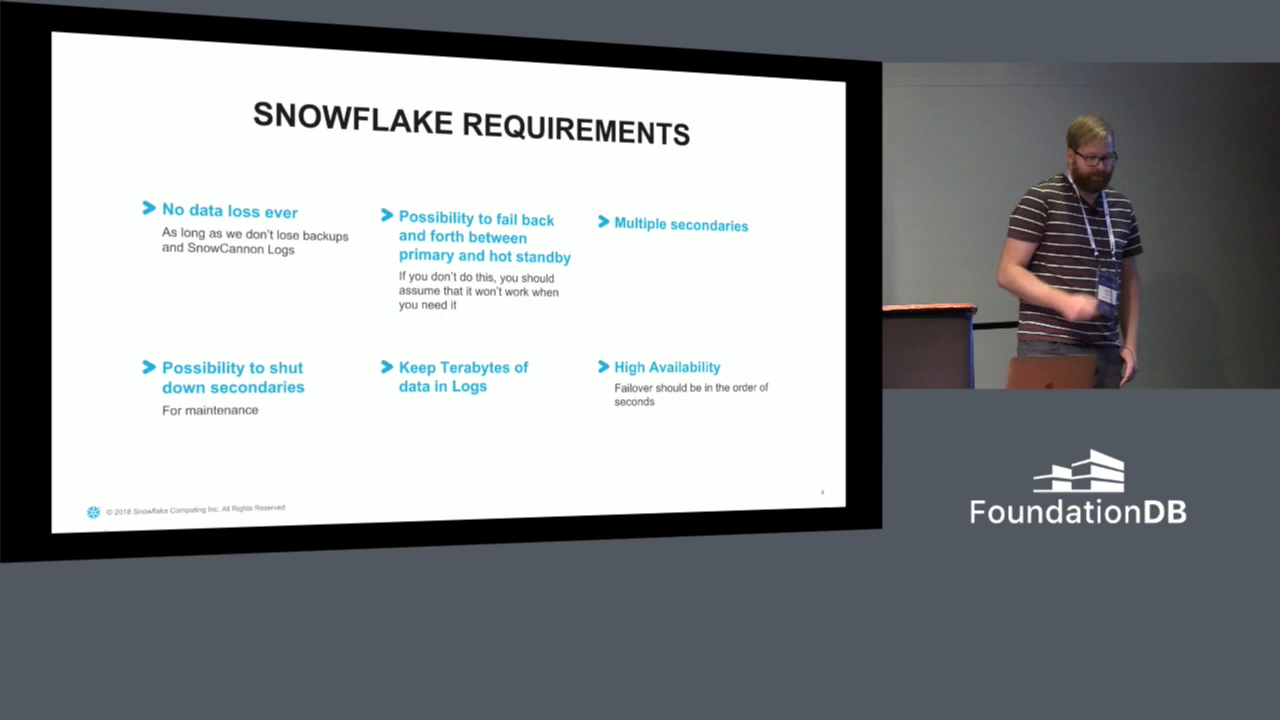 SNOWFLAKE REQUIREMENTS
No data loss ever
As long as we don't lose backups
and SnowCannon Logs
Possibility to fail back
and forth between
primary and hot standby
If you don't do this, you should
assume that it won't work when
you need it
Multiple secondaries
Possibility to shut
down secondaries
For maintenance
Keep Terabytes of
data in Logs
High Availability
Failover should be in the order of
seconds
© 2018 Snowflake Computing Inc. All Rights Reserved
FoundationDB